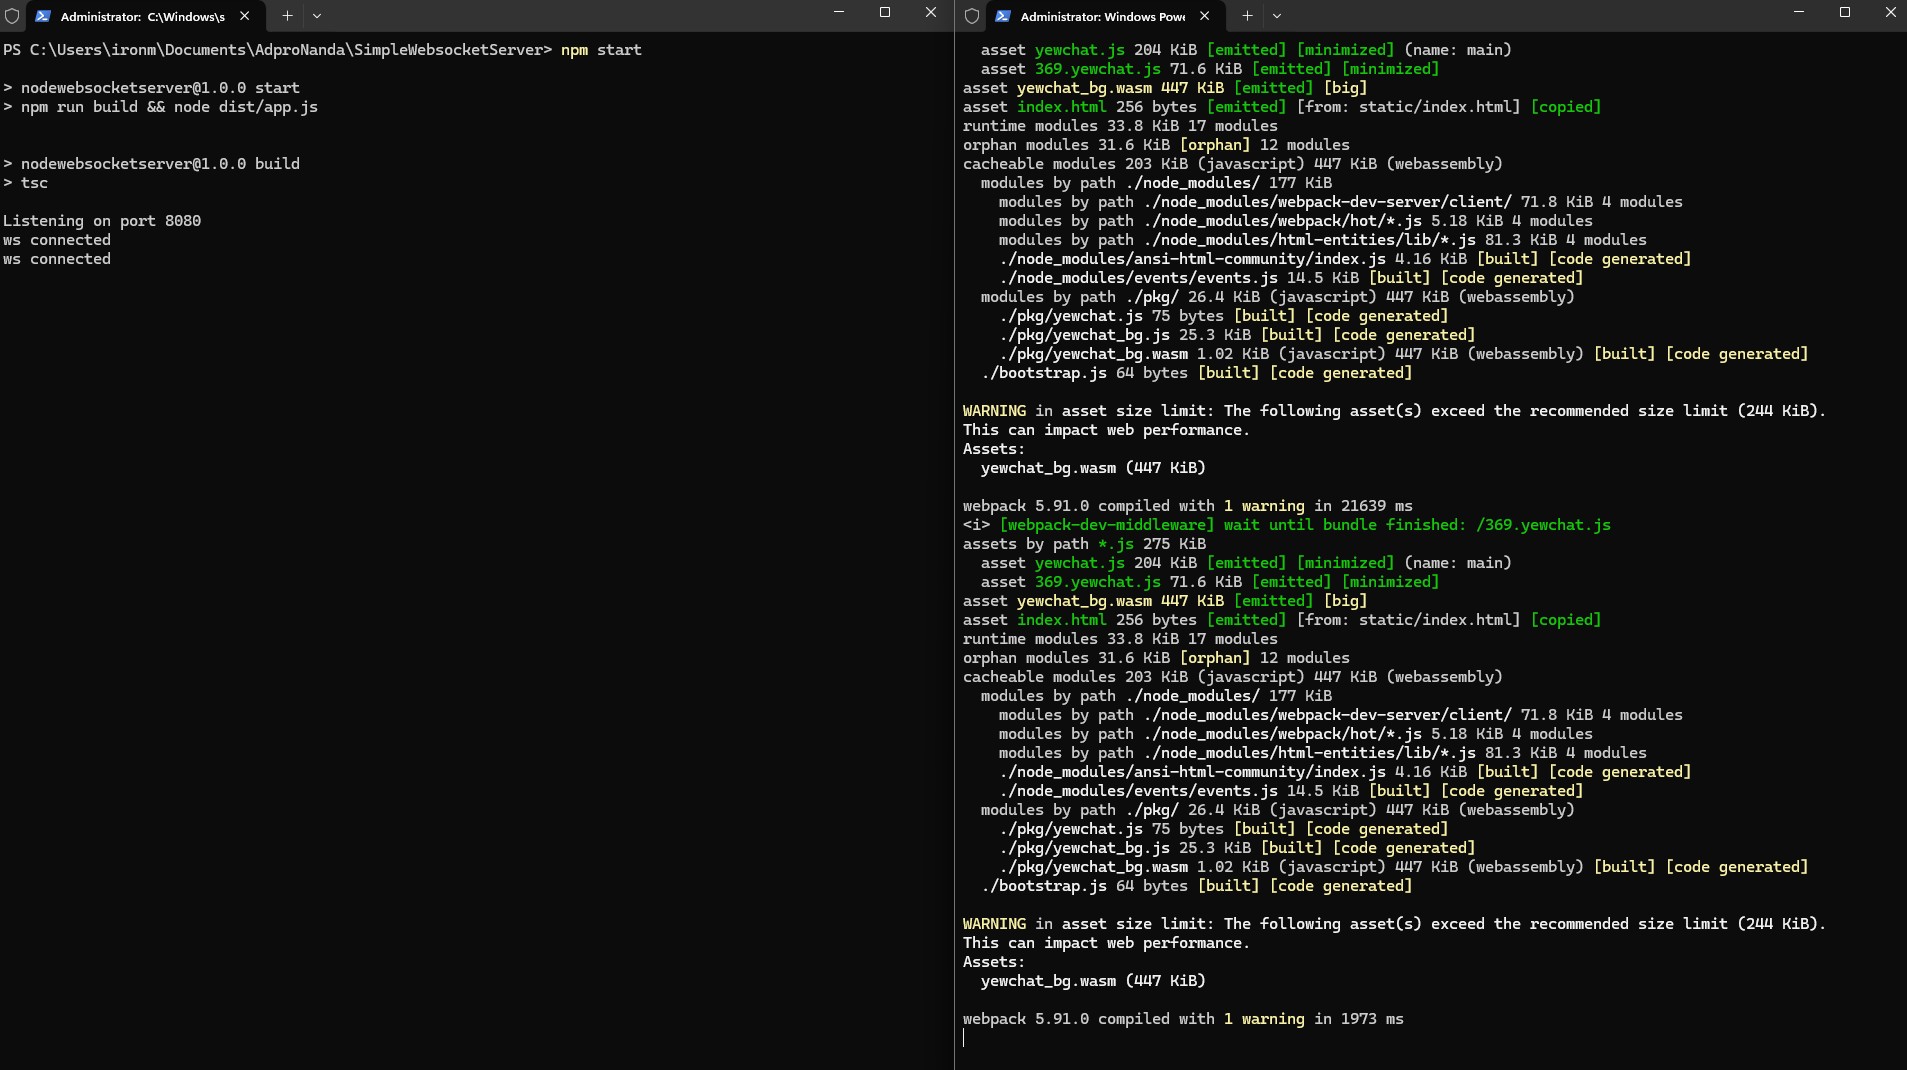 Administrator: C:\Windows\s
PS C:\Users\ironm\Documents\AdproNanda\SimpleWebsocketServer> npm start
> nodewebsocketserver@1.0.0 start
> npm run build && node dist/app.js
> nodewebsocketserver@1.0.0 build
> tsc
Listening on port 8080
ws connected
ws connected
Administrator: Windows Powe
  asset yewchat.js 204 KiB [emitted] [minimized] (name: main)
  asset 369.yewchat.js 71.6 KiB [emitted] [minimized]
asset yewchat_bg.wasm 447 KiB [emitted] [big]
asset index.html 256 bytes [emitted] [from: static/index.html] [copied]
runtime modules 33.8 KiB 17 modules
orphan modules 31.6 KiB [orphan] 12 modules
cacheable modules 203 KiB (javascript) 447 KiB (webassembly)
  modules by path ./node_modules/ 177 KiB
    modules by path ./node_modules/webpack-dev-server/client/ 71.8 KiB 4 modules
    modules by path ./node_modules/webpack/hot/*.js 5.18 KiB 4 modules
    modules by path ./node_modules/html-entities/lib/*.js 81.3 KiB 4 modules
    ./node_modules/ansi-html-community/index.js 4.16 KiB [built] [code generated]
    ./node_modules/events/events.js 14.5 KiB [built] [code generated]
  modules by path ./pkg/ 26.4 KiB (javascript) 447 KiB (webassembly)
    ./pkg/yewchat.js 75 bytes [built] [code generated]
    ./pkg/yewchat_bg.js 25.3 KiB [built] [code generated]
    ./pkg/yewchat_bg.wasm 1.02 KiB (javascript) 447 KiB (webassembly) [built] [code generated]
  ./bootstrap.js 64 bytes [built] [code generated]
WARNING in asset size limit: The following asset(s) exceed the recommended size limit (244 KiB).
This can impact web performance.
Assets:
  yewchat_bg.wasm (447 KiB)
webpack 5.91.0 compiled with 1 warning in 21639 ms
<i> [webpack-dev-middleware] wait until bundle finished: /369.yewchat.js
assets by path *.js 275 KiB
  asset yewchat.js 204 KiB [emitted] [minimized] (name: main)
  asset 369.yewchat.js 71.6 KiB [emitted] [minimized]
asset yewchat_bg.wasm 447 KiB [emitted] [big]
asset index.html 256 bytes [emitted] [from: static/index.html] [copied]
runtime modules 33.8 KiB 17 modules
orphan modules 31.6 KiB [orphan] 12 modules
cacheable modules 203 KiB (javascript) 447 KiB (webassembly)
  modules by path ./node_modules/ 177 KiB
    modules by path ./node_modules/webpack-dev-server/client/ 71.8 KiB 4 modules
    modules by path ./node_modules/webpack/hot/*.js 5.18 KiB 4 modules
    modules by path ./node_modules/html-entities/lib/*.js 81.3 KiB 4 modules
    ./node_modules/ansi-html-community/index.js 4.16 KiB [built] [code generated]
    ./node_modules/events/events.js 14.5 KiB [built] [code generated]
  modules by path ./pkg/ 26.4 KiB (javascript) 447 KiB (webassembly)
    ./pkg/yewchat.js 75 bytes [built] [code generated]
    ./pkg/yewchat_bg.js 25.3 KiB [built] [code generated]
    ./pkg/yewchat_bg.wasm 1.02 KiB (javascript) 447 KiB (webassembly) [built] [code generated]
  ./bootstrap.js 64 bytes [built] [code generated]
WARNING in asset size limit: The following asset(s) exceed the recommended size limit (244 KiB).
This can impact web performance.
Assets:
  yewchat_bg.wasm (447 KiB)
webpack 5.91.0 compiled with 1 warning in 1973 ms